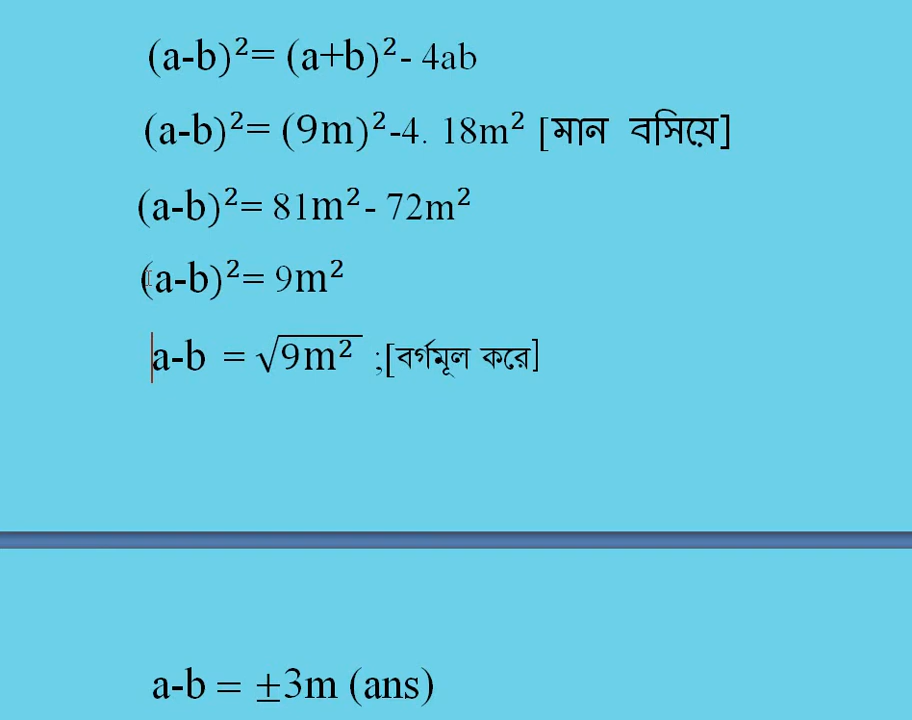 (a-b)²= (a+b)²- 4ab
(a-b)²= (9m)²-4. 18m² [মান বসিয়ে]
(a-b)²= 81m²- 72m²
(a-b)²= 9m²
a-b = √9m² ;[বর্গমূল করে]
a-b = ±3m (ans)